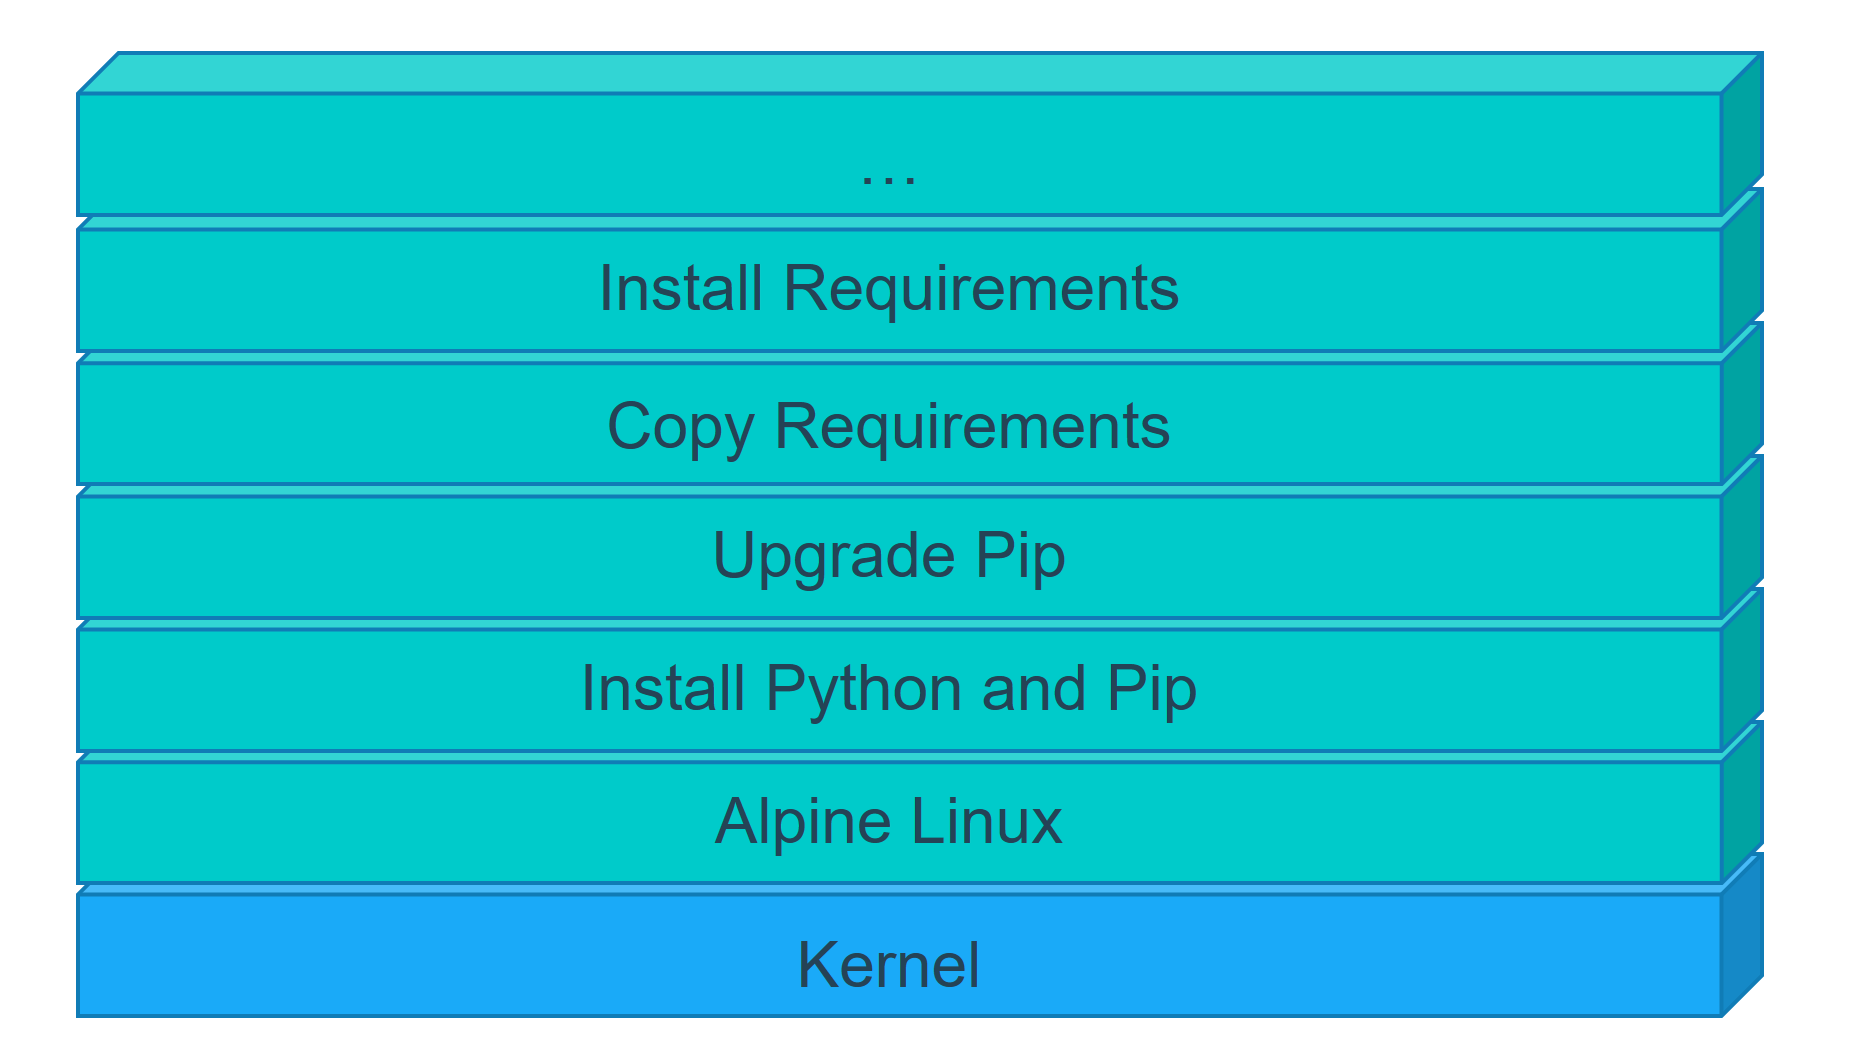 ...
Install Requirements
Copy Requirements
Upgrade Pip
Install Python and Pip
Alpine Linux
Kernel